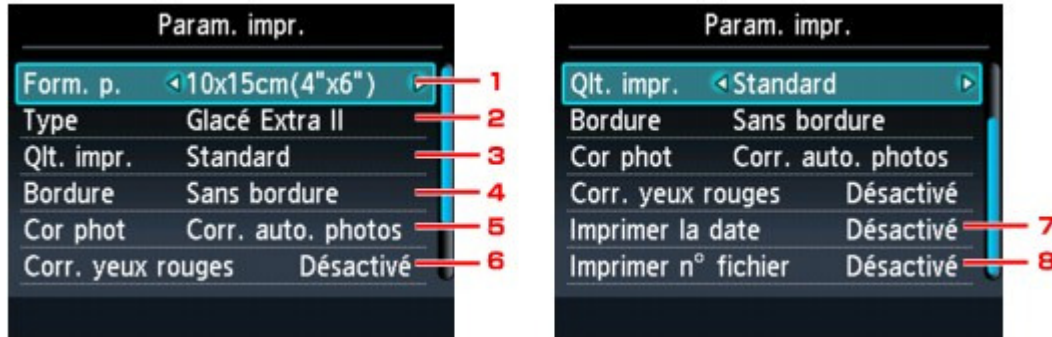 Param. impr.
Form. p. 10x15cm(4"x6") 1
Type Glacé Extra II 2
Qlt. impr. Standard 3
Bordure Sans bordure 4
Cor phot Corr. auto. photos 5
Corr. yeux rouges Désactivé 6
Param. impr.
Qlt. impr. Standard
Bordure Sans bordure
Cor phot Corr. auto. photos
Corr. yeux rouges Désactivé
Imprimer la date Désactivé 7
Imprimer n° fichier Désactivé 8